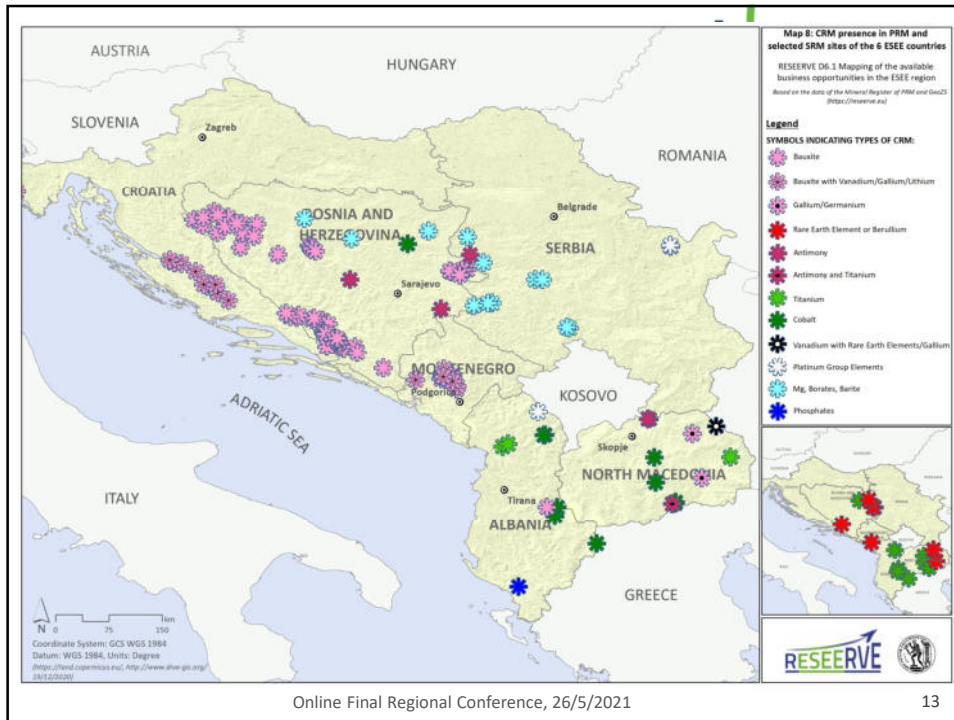 Map 8: CRM presence in PRM and
selected SRM sites of the 6 ESEE countries
RESEERVE D6.1 Mapping of the available
business opportunities in the ESEE region
Based on the data of the Mineral Register of PRM and GeoZS
(https://reseerve.eu)
Legend
SYMBOLS INDICATING TYPES OF CRM:
Bauxite
Bauxite with Vanadium/Gallium/Lithium
Gallium/Germanium
Rare Earth Element or Berullium
Antimony
Antimony and Titanium
Titanium
Cobalt
Vanadium with Rare Earth Elements/Gallium
Platinum Group Elements
Mg, Borates, Barite
Phosphates
AUSTRIA
HUNGARY
SLOVENIA
Zagreb
ROMANIA
CROATIA
BOSNIA AND
HERZEGOVINA
Belgrade
SERBIA
Sarajevo
MONTENEGRO
Podgorica
KOSOVO
ADRIATIC SEA
Skopje
NORTH MACEDONIA
ITALY
Tirana
ALBANIA
GREECE
N
0 75 150
km
Coordinate System: GCS WGS 1984
Datum: WGS 1984, Units: Degree
RESEERVE
Online Final Regional Conference, 26/5/2021
13